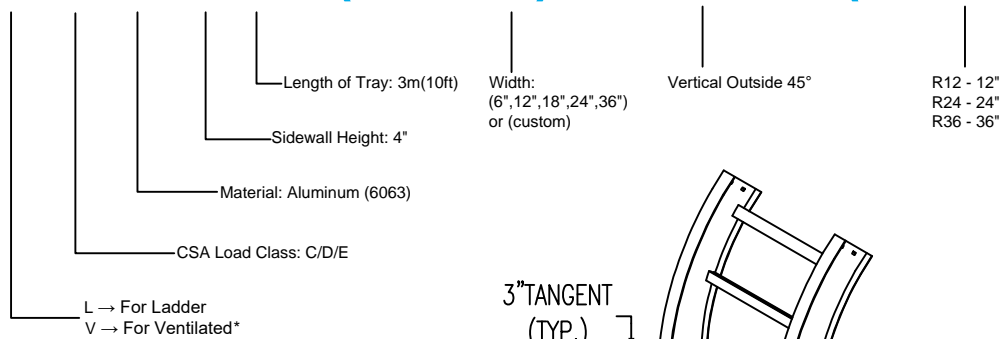 Length of Tray: 3m(10ft)
Width:
(6",12",18",24",36")
or (custom)
Vertical Outside 45°
R12 - 12"
R24 - 24"
R36 - 36"
Sidewall Height: 4"
Material: Aluminum (6063)
CSA Load Class: C/D/E
L → For Ladder
V → For Ventilated*
3"TANGENT
(TYP.)